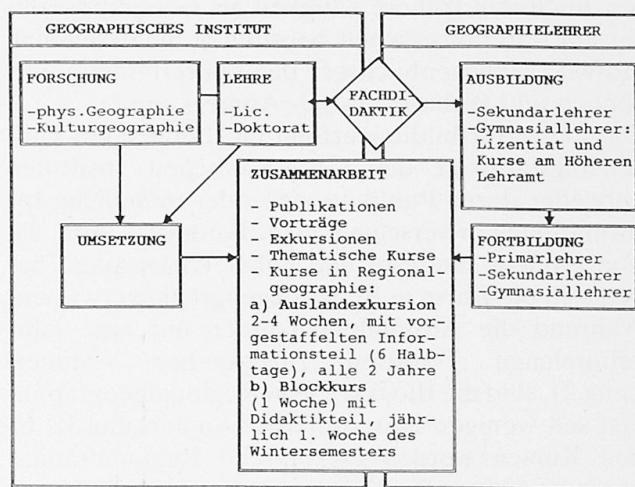 GEOGRAPHISCHES INSTITUT
GEOGRAPHIELEHRER
FORSCHUNG
-phys.Geographie
-Kulturgeographie
LEHRE
-Lic.
-Doktorat
FACHDI-
DAKTIK
AUSBILDUNG
-Sekundarlehrer
-Gymnasiallehrer:
Lizentiat und
Kurse am Höheren
Lehramt
ZUSAMMENARBEIT
- Publikationen
- Vorträge
- Exkursionen
- Thematische Kurse
- Kurse in Regional-
geographie:
a) Auslandexkursion
2-4 Wochen, mit vor-
gestaffelten Infor-
mationsteil (6 Halb-
tage), alle 2 Jahre
b) Blockkurs
(1 Woche) mit
Didaktikteil, jähr-
lich 1. Woche des
Wintersemesters
UMSETZUNG
FORTBILDUNG
-Primarlehrer
-Sekundarlehrer
-Gymnasiallehrer